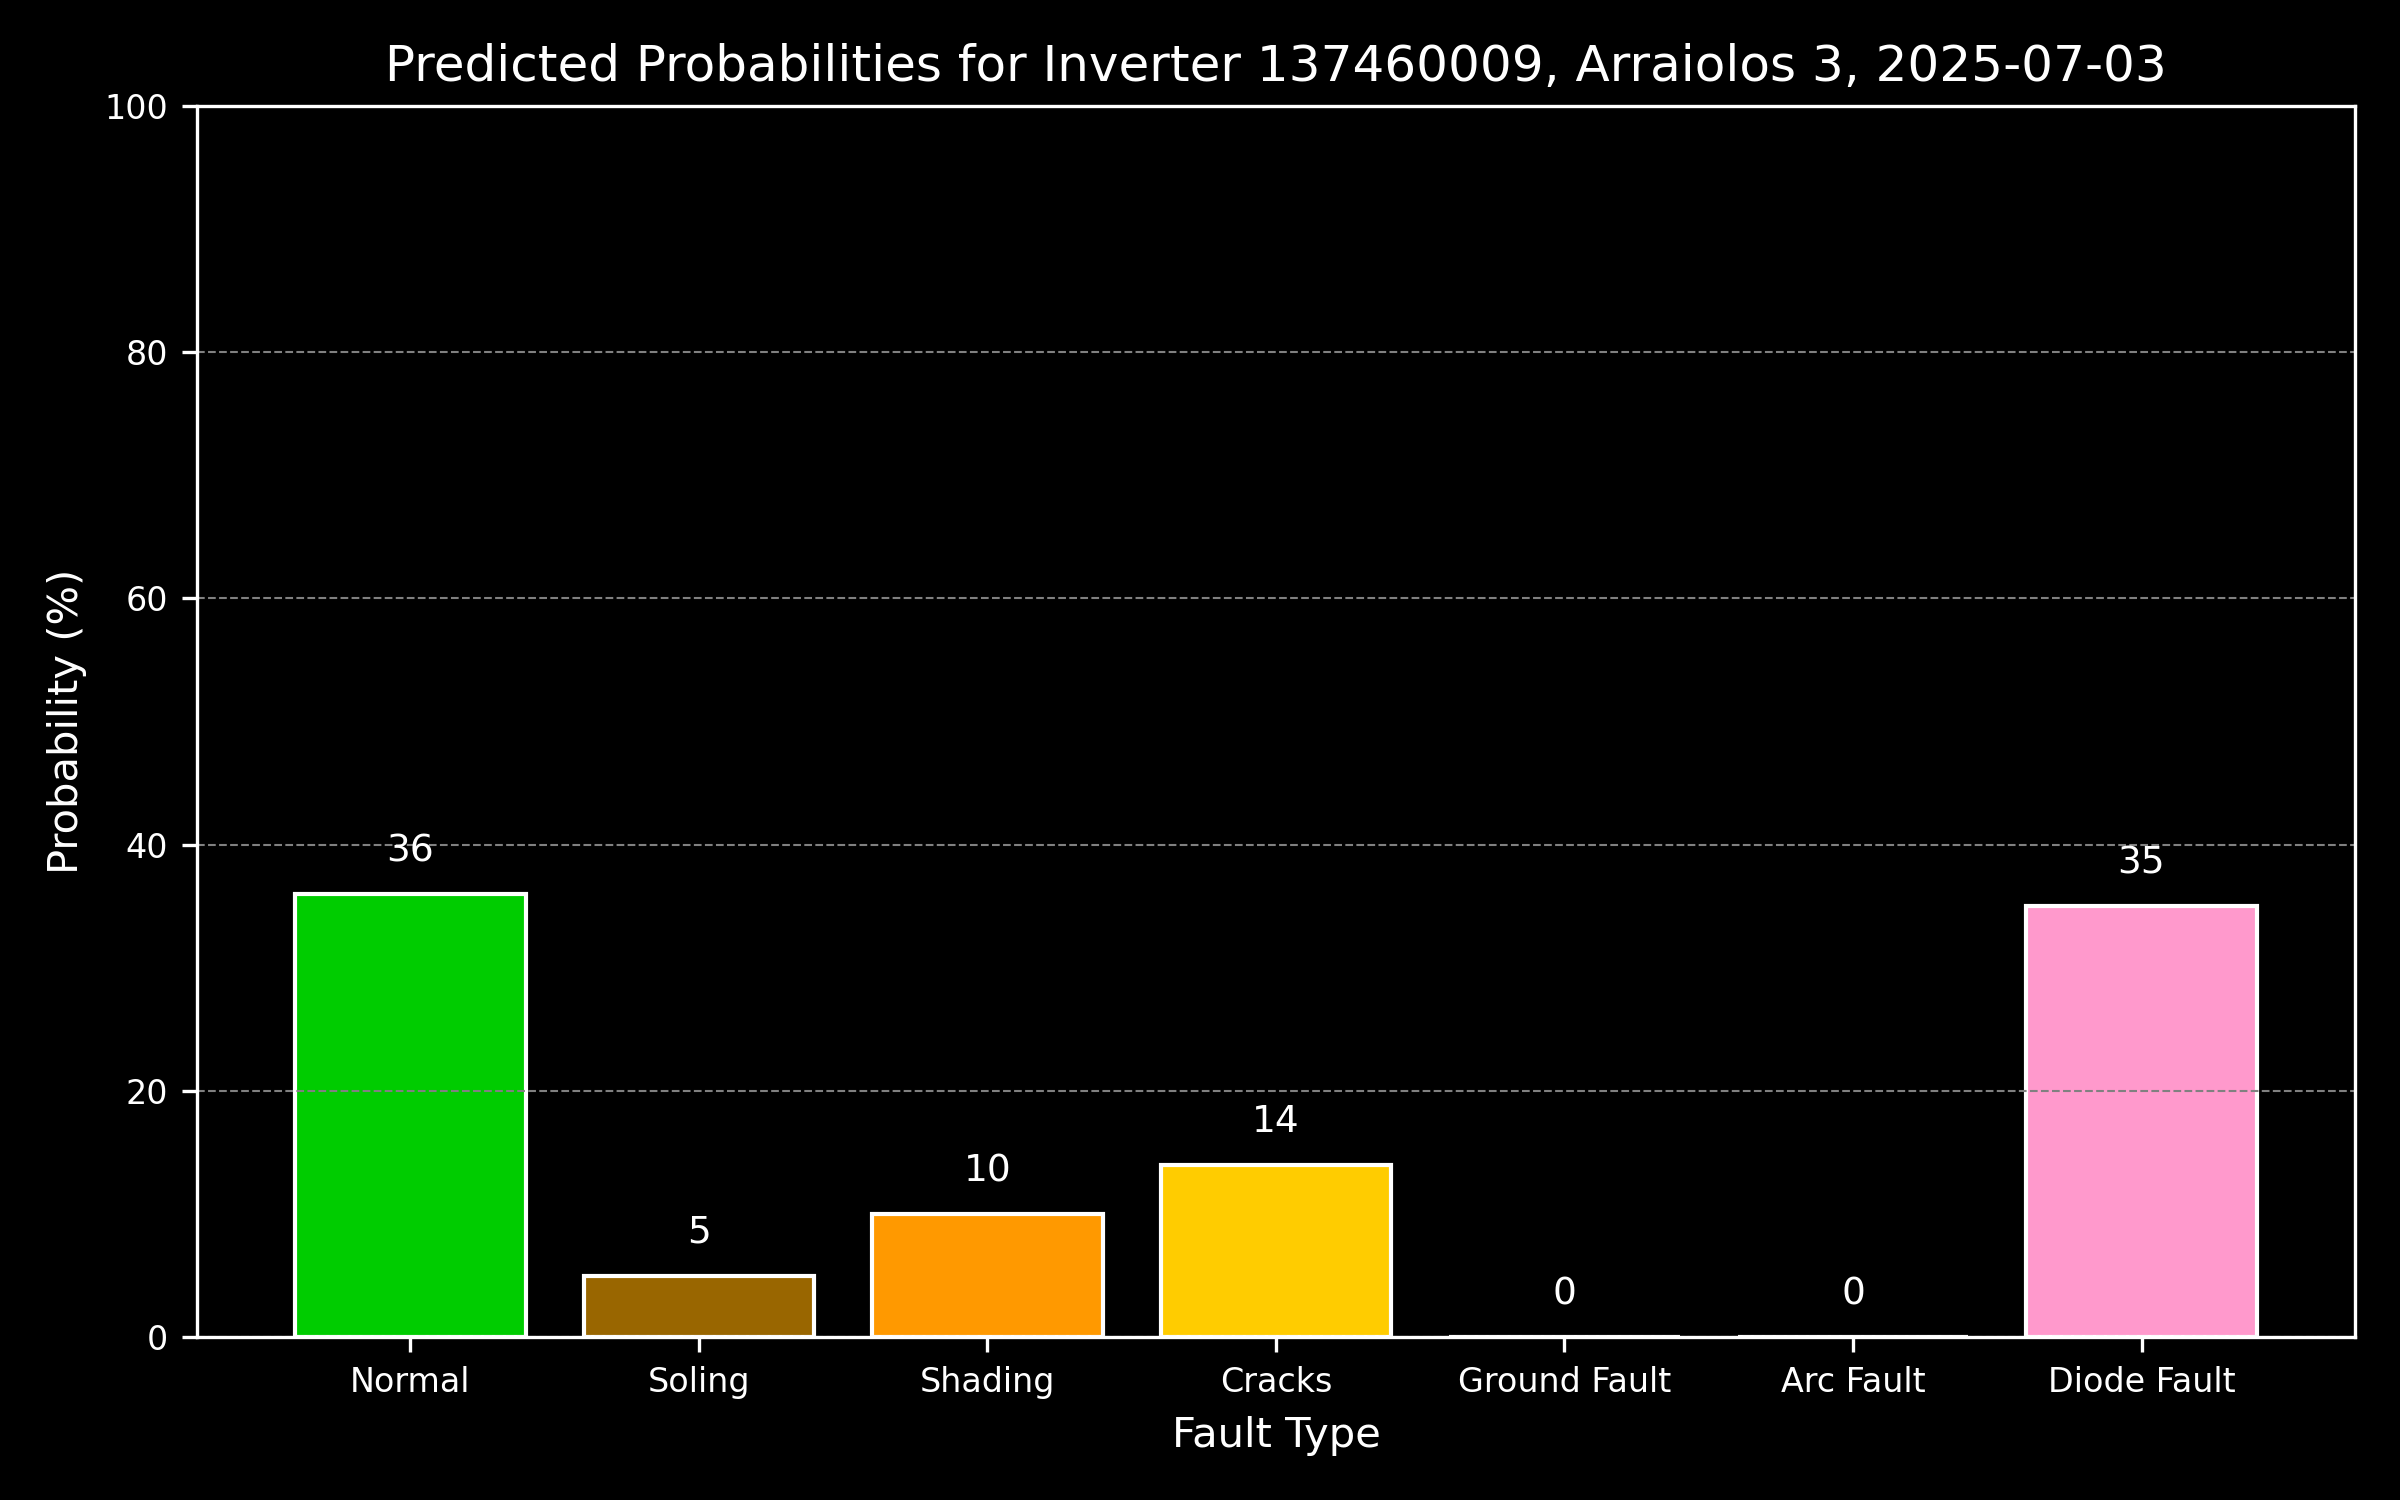 Predicted Probabilities for Inverter 137460009, Arraiolos 3, 2025-07-03
Probability (%)
100
80
60
40
20
0
36
5
10
14
0
0
35
Normal
Soling
Shading
Cracks
Ground Fault
Arc Fault
Diode Fault
Fault Type